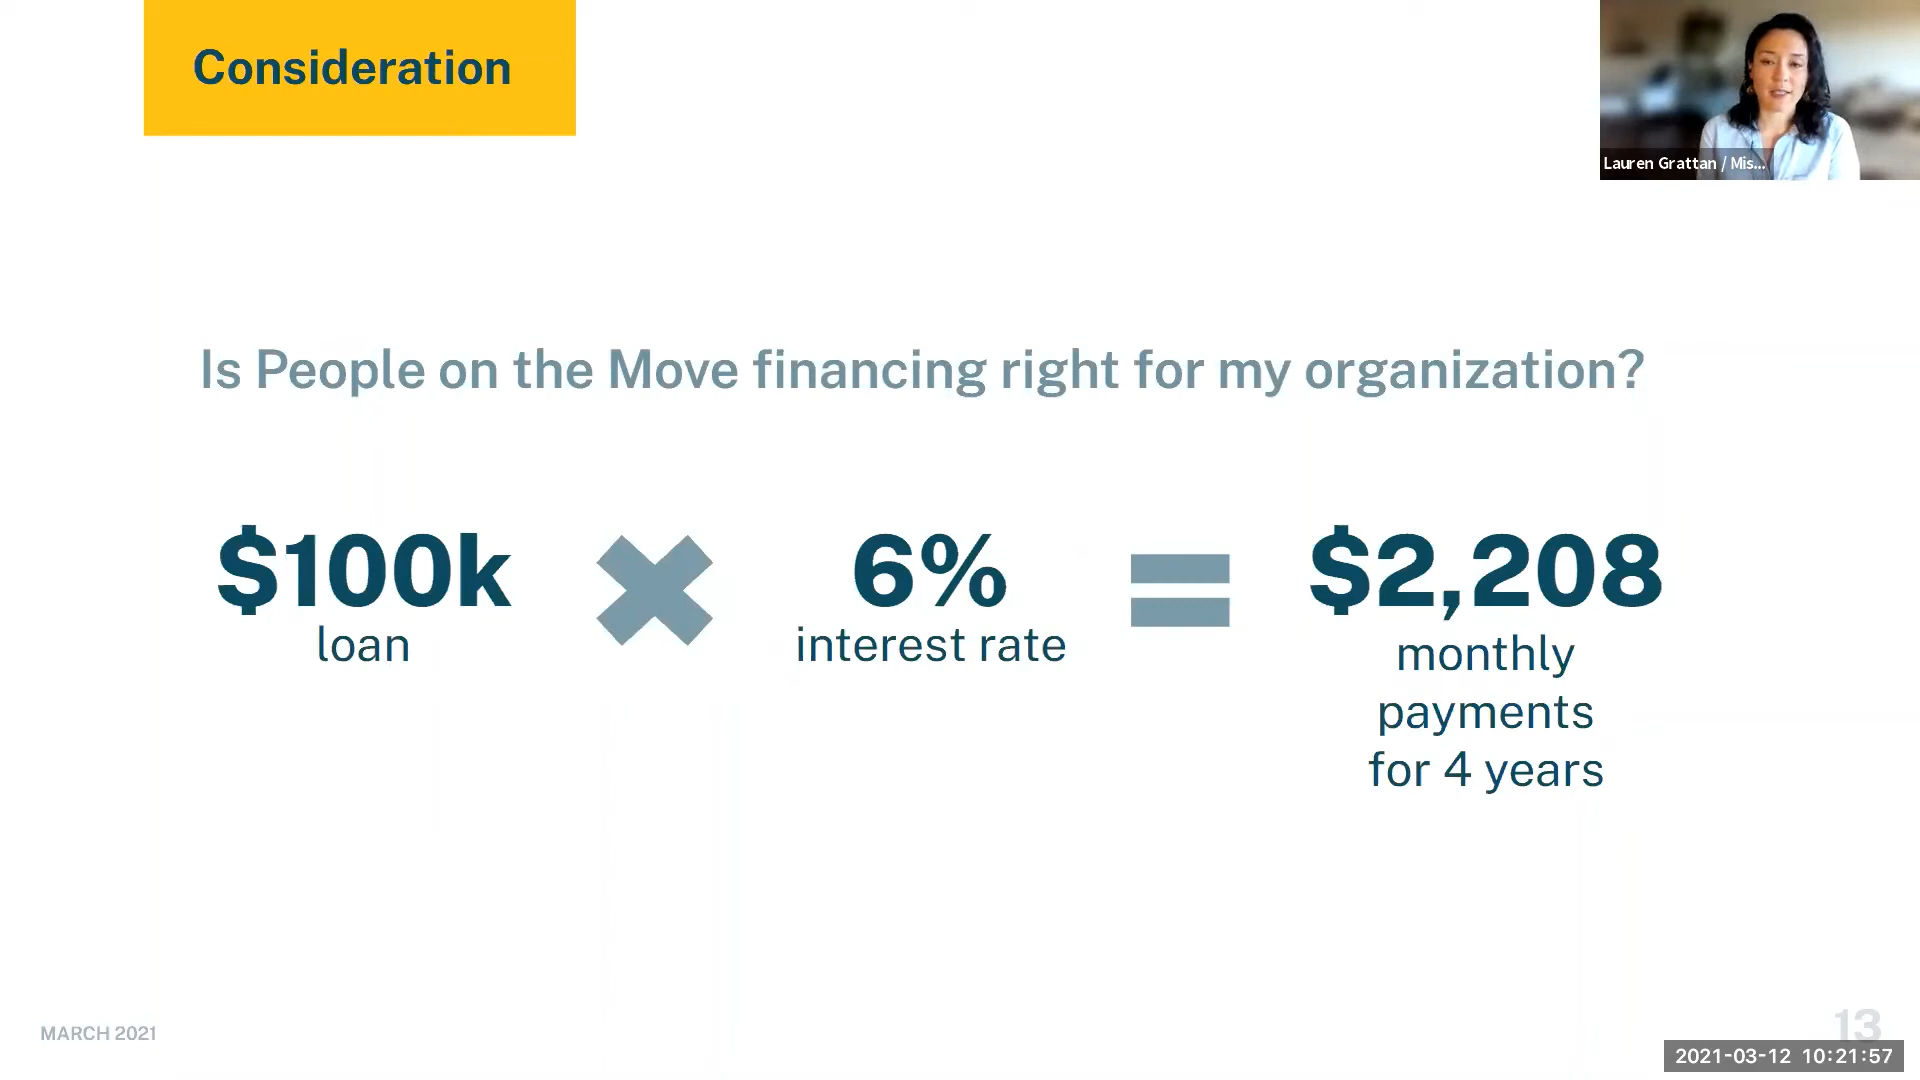 Consideration
Lauren Grattan / Mis...
Is People on the Move financing right for my organization?
$100k
loan
6%
interest rate
$2,208
monthly
payments
for 4 years
MARCH 2021
13
2021-03-12 10:21:57